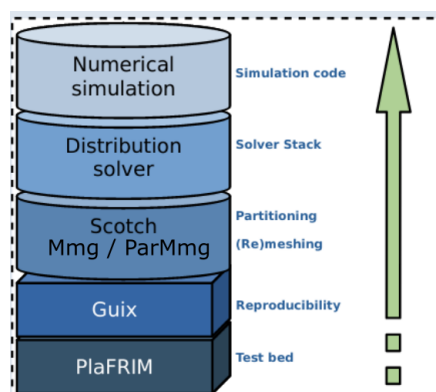 Numerical
simulation
Simulation code
Distribution
solver
Solver Stack
Scotch
Mmg / ParMmg
Partitioning
(Re)meshing
Guix
Reproducibility
PlaFRIM
Test bed